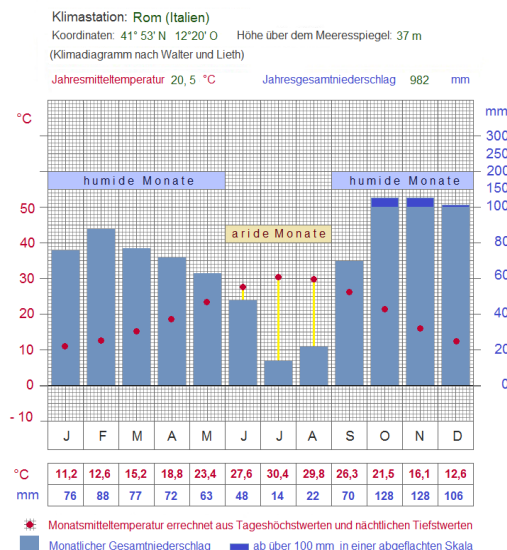 Klimastation: Rom (Italien)
Koordinaten: 41° 53' N 12°20' O Höhe über dem Meeresspiegel: 37 m
(Klimadiagramm nach Walter und Lieth)
Jahresmitteltemperatur 20, 5 °C Jahresgesamtniederschlag 982 mm
°C mm
300
250
200
humide Monate humide Monate
150
50 100
aride Monate
40 80
30 60
20 40
10 20
0 0
- 10
J F M A M J J A S O N D
°C 11,2 12,6 15,2 18,8 23,4 27,6 30,4 29,8 26,3 21,5 16,1 12,6
mm 76 88 77 72 63 48 14 22 70 128 128 106
Monatsmitteltemperatur errechnet aus Tageshöchstwerten und nächtlichen Tiefstwerten
Monatlicher Gesamtniederschlag ab über 100 mm in einer abgeflachten Skala